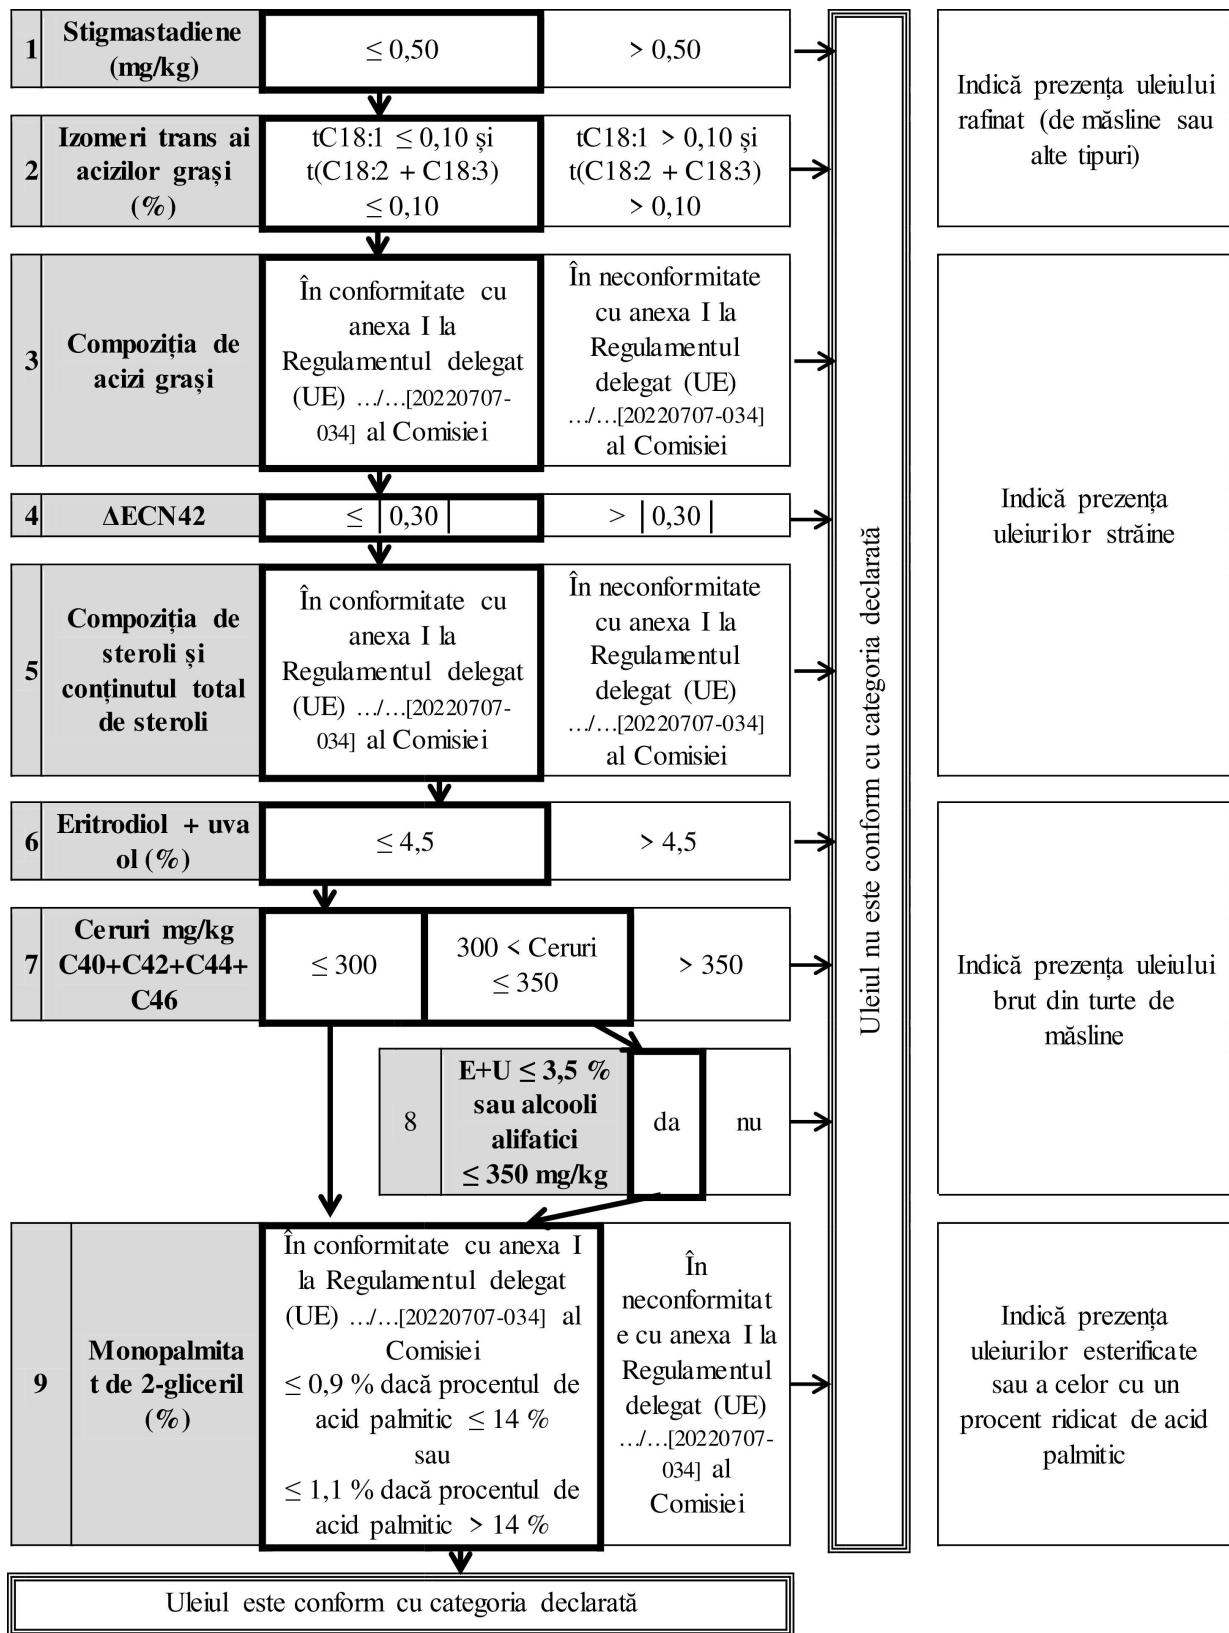 1
Stigmastadiene
(mg/kg)
≤ 0,50
> 0,50
Indică prezența uleiului
rafinat (de măsline sau
alte tipuri)
2
Izomeri trans ai
acizilor grași
(%)
tC18:1 ≤ 0,10 și
t(C18:2 + C18:3)
≤ 0,10
tC18:1 > 0,10 și
t(C18:2 + C18:3)
> 0,10
3
Compoziția de
acizi grași
În conformitate cu
anexa I la
Regulamentul delegat
(UE) …/…[20220707-
034] al Comisiei
În neconformitate
cu anexa I la
Regulamentul
delegat (UE)
…/…[20220707-034]
al Comisiei
4
ΔECN42
≤ |0,30|
> |0,30|
Indică prezența
uleiurilor străine
5
Compoziția de
steroli și
conținutul total
de steroli
În conformitate cu
anexa I la
Regulamentul delegat
(UE) …/…[20220707-
034] al Comisiei
În neconformitate
cu anexa I la
Regulamentul
delegat (UE)
…/…[20220707-034]
al Comisiei
Uleiul nu este conform cu categoria declarată
6
Eritrodiol + uva
ol (%)
≤ 4,5
> 4,5
7
Ceruri mg/kg
C40+C42+C44+
C46
≤ 300
300 < Ceruri
≤ 350
> 350
Indică prezența uleiului
brut din turte de
măsline
8
E+U ≤ 3,5 %
sau alcooli
alifatici
≤ 350 mg/kg
da
nu
9
Monopalmita
t de 2-gliceril
(%)
În conformitate cu anexa I
la Regulamentul delegat
(UE) …/…[20220707-034] al
Comisiei
≤ 0,9 % dacă procentul de
acid palmitic ≤ 14 %
sau
≤ 1,1 % dacă procentul de
acid palmitic > 14 %
În
neconformitat
e cu anexa I la
Regulamentul
delegat (UE)
…/…[20220707-
034] al
Comisiei
Indică prezența
uleiurilor esterificate
sau a celor cu un
procent ridicat de acid
palmitic
Uleiul este conform cu categoria declarată